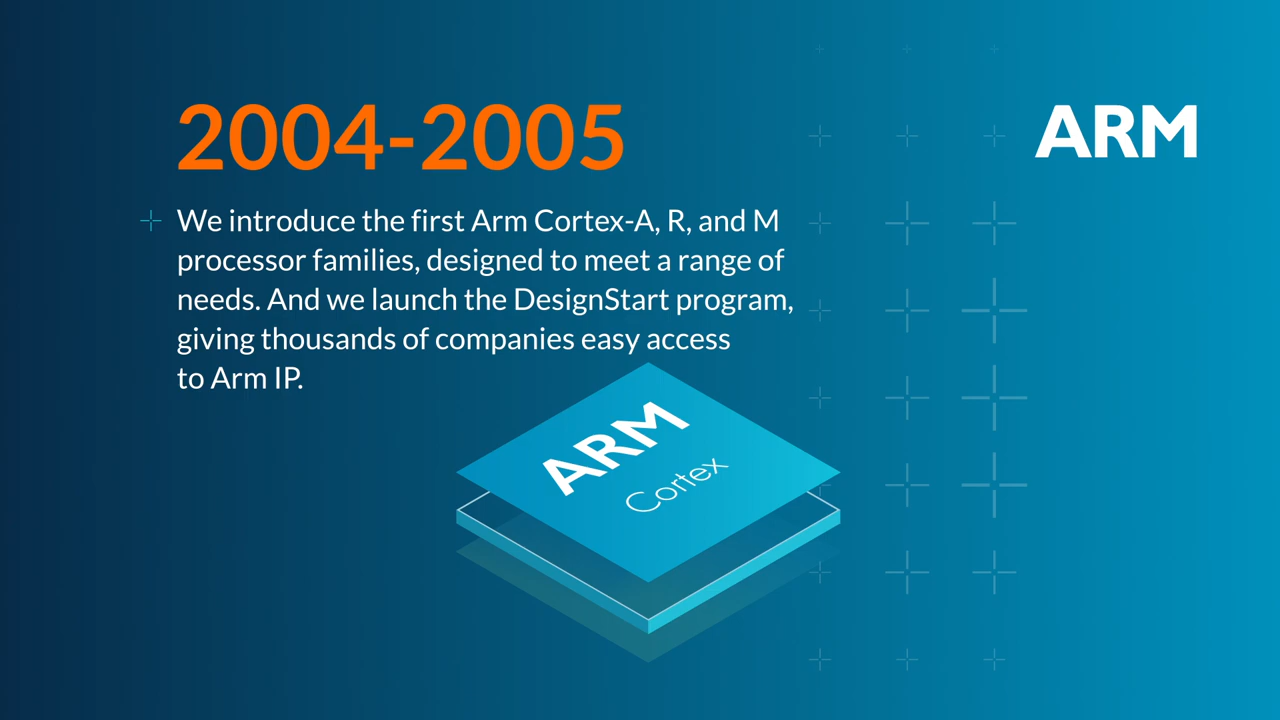 2004-2005
ARM
We introduce the first Arm Cortex-A, R, and M
processor families, designed to meet a range of
needs. And we launch the DesignStart program,
giving thousands of companies easy access
to Arm IP.
ARM
Cortex